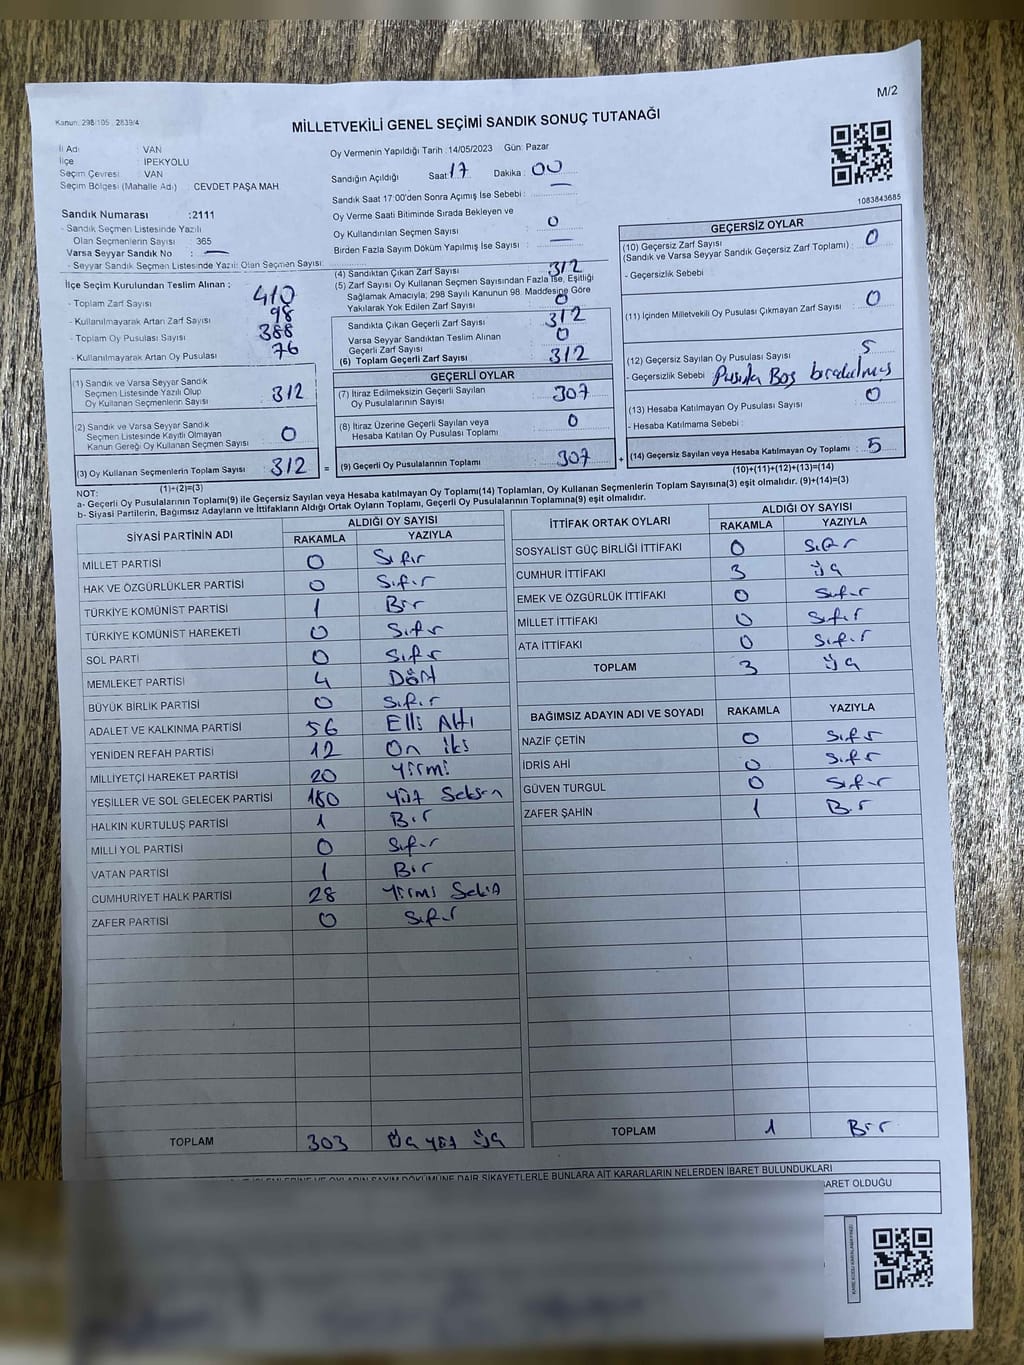 M/2
Kanun: 298/105 , 2839/4
MİLLETVEKİLİ GENEL SEÇİMİ SANDIK SONUÇ TUTANAĞI
İl Adı : VAN
İlçe : İPEKYOLU
Seçim Çevresi : VAN
Seçim Bölgesi (Mahalle Adı) : CEVDET PAŞA MAH
Oy Vermenin Yapıldığı Tarih : 14/05/2023 Gün: Pazar
Sandığın Açıldığı Saat: 17 Dakika : 00
Sandık Saat 17:00'den Sonra Açımış İse Sebebi : —
Oy Verme Saati Bitiminde Sırada Bekleyen ve
Oy Kullandırılan Seçmen Sayısı : 0
Birden Fazla Sayım Döküm Yapılmış İse Sayısı : —
1083843685
Sandık Numarası : 2111
- Sandık Seçmen Listesinde Yazılı
Olan Seçmenlerin Sayısı : 365
Varsa Seyyar Sandık No : —
- Seyyar Sandık Seçmen Listesinde Yazılı Olan Seçmen Sayısı:
İlçe Seçim Kurulundan Teslim Alınan :
- Toplam Zarf Sayısı : 410
- Kullanılmayarak Artan Zarf Sayısı : 98
- Toplam Oy Pusulası Sayısı : 388
- Kullanılmayarak Artan Oy Pusulası : 76
(1) Sandık ve Varsa Seyyar Sandık
Seçmen Listesinde Yazılı Olup
Oy Kullanan Seçmenlerin Sayısı : 312
(2) Sandık ve Varsa Seyyar Sandık
Seçmen Listesinde Kayıtlı Olmayan
Kanun Gereği Oy Kullanan Seçmen Sayısı : 0
(3) Oy Kullanan Seçmenlerin Toplam Sayısı : 312
(1)+(2)=(3)
(4) Sandıktan Çıkan Zarf Sayısı : 312
(5) Zarf Sayısı Oy Kullanan Seçmen Sayısından Fazla İse, Eşitliği
Sağlamak Amacıyla; 298 Sayılı Kanunun 98. Maddesine Göre
Yakılarak Yok Edilen Zarf Sayısı : 0
Sandıkta Çıkan Geçerli Zarf Sayısı : 312
Varsa Seyyar Sandıktan Teslim Alınan
Geçerli Zarf Sayısı : 0
(6) Toplam Geçerli Zarf Sayısı : 312
GEÇERLİ OYLAR
(7) İtiraz Edilmeksizin Geçerli Sayılan
Oy Pusulalarının Sayısı : 307
(8) İtiraz Üzerine Geçerli Sayılan veya
Hesaba Katılan Oy Pusulası Toplamı : 0
= (9) Geçerli Oy Pusulalarının Toplamı : 307
GEÇERSİZ OYLAR
(10) Geçersiz Zarf Sayısı
(Sandık ve Varsa Seyyar Sandık Geçersiz Zarf Toplamı) : 0
- Geçersizlik Sebebi
(11) İçinden Milletvekili Oy Pusulası Çıkmayan Zarf Sayısı : 0
(12) Geçersiz Sayılan Oy Pusulası Sayısı : 5
- Geçersizlik Sebebi Pusula Boş bırakılmış
(13) Hesaba Katılmayan Oy Pusulası Sayısı : 0
- Hesaba Katılmama Sebebi :
+ (14) Geçersiz Sayılan veya Hesaba Katılmayan Oy Toplamı : 5
(10)+(11)+(12)+(13)=(14)
NOT:
a- Geçerli Oy Pusulalarının Toplamı(9) ile Geçersiz Sayılan veya Hesaba katılmayan Oy Toplamı(14) Toplamları, Oy Kullanan Seçmenlerin Toplam Sayısına(3) eşit olmalıdır. (9)+(14)=(3)
b- Siyasi Partilerin, Bağımsız Adayların ve İttifakların Aldığı Ortak Oyların Toplamı, Geçerli Oy Pusulalarının Toplamına(9) eşit olmalıdır.
SİYASİ PARTİNİN ADI ALDIĞI OY SAYISI
RAKAMLA YAZIYLA
MİLLET PARTİSİ 0 Sıfır
HAK VE ÖZGÜRLÜKLER PARTİSİ 0 Sıfır
TÜRKİYE KOMÜNİST PARTİSİ 1 Bir
TÜRKİYE KOMÜNİST HAREKETİ 0 Sıfır
SOL PARTİ 0 Sıfır
MEMLEKET PARTİSİ 4 Dört
BÜYÜK BİRLİK PARTİSİ 0 Sıfır
ADALET VE KALKINMA PARTİSİ 56 Elli Altı
YENİDEN REFAH PARTİSİ 12 On iki
MİLLİYETÇİ HAREKET PARTİSİ 20 Yirmi
YEŞİLLER VE SOL GELECEK PARTİSİ 180 Yüz Seksen
HALKIN KURTULUŞ PARTİSİ 1 Bir
MİLLİ YOL PARTİSİ 0 Sıfır
VATAN PARTİSİ 1 Bir
CUMHURİYET HALK PARTİSİ 28 Yirmi Sekiz
ZAFER PARTİSİ 0 Sıfır
TOPLAM 303 Üç yüz üç
İTTİFAK ORTAK OYLARI ALDIĞI OY SAYISI
RAKAMLA YAZIYLA
SOSYALİST GÜÇ BİRLİĞİ İTTİFAKI 0 Sıfır
CUMHUR İTTİFAKI 3 üç
EMEK VE ÖZGÜRLÜK İTTİFAKI 0 Sıfır
MİLLET İTTİFAKI 0 Sıfır
ATA İTTİFAKI 0 Sıfır
TOPLAM 3 üç
BAĞIMSIZ ADAYIN ADI VE SOYADI RAKAMLA YAZIYLA
NAZİF ÇETİN 0 Sıfır
İDRİS AHİ 0 Sıfır
GÜVEN TURGUL 0 Sıfır
ZAFER ŞAHİN 1 Bir
TOPLAM 1 Bir
OYLARIN SAYIM DÖKÜMÜNE DAİR ŞİKAYETLERLE BUNLARA AİT KARARLARIN NELERDEN İBARET BULUNDUKLARI
İBARET OLDUĞU